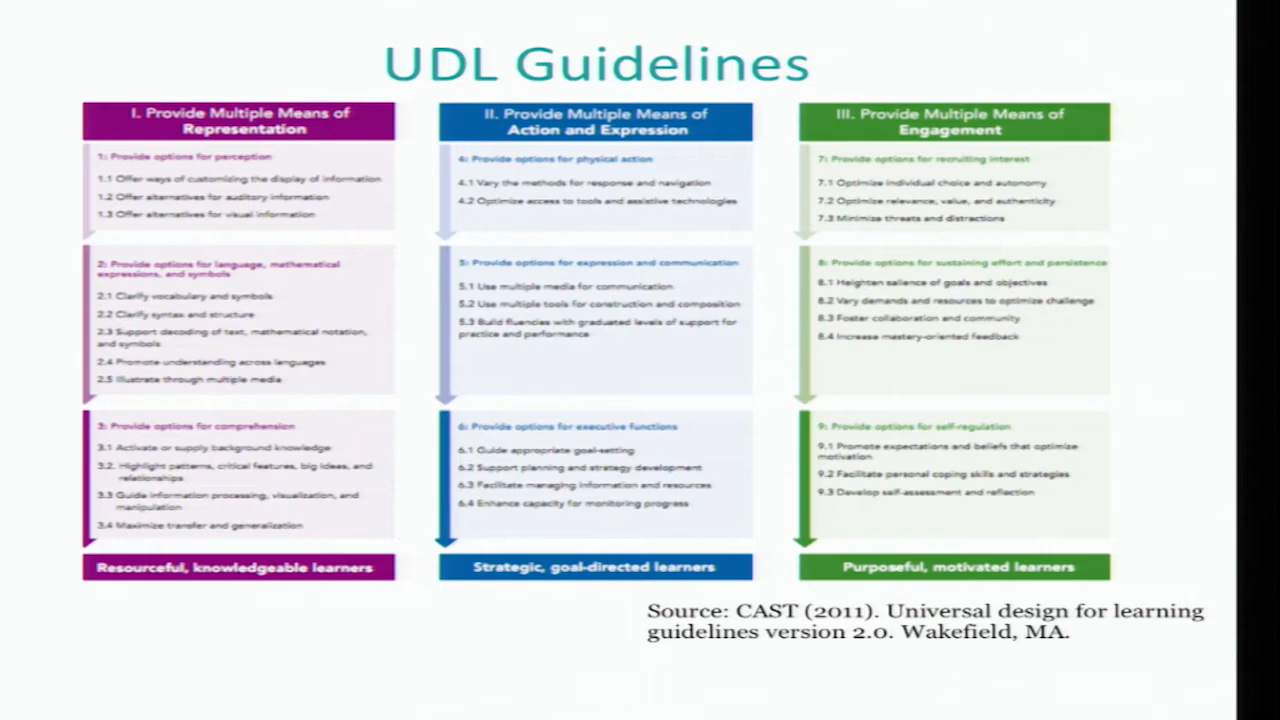 UDL Guidelines
I. Provide Multiple Means of
Representation
1: Provide options for perception
1.1 Offer ways of customizing the display of information
1.2 Offer alternatives for auditory information
1.3 Offer alternatives for visual information
2: Provide options for language, mathematical
expressions, and symbols
2.1 Clarify vocabulary and symbols
2.2 Clarify syntax and structure
2.3 Support decoding of text, mathematical notation,
and symbols
2.4 Promote understanding across languages
2.5 Illustrate through multiple media
3: Provide options for comprehension
3.1 Activate or supply background knowledge
3.2. Highlight patterns, critical features, big ideas, and
relationships
3.3 Guide information processing, visualization, and
manipulation
3.4 Maximize transfer and generalization
Resourceful, knowledgeable learners
II. Provide Multiple Means of
Action and Expression
4: Provide options for physical action
4.1 Vary the methods for response and navigation
4.2 Optimize access to tools and assistive technologies
5: Provide options for expression and communication
5.1 Use multiple media for communication
5.2 Use multiple tools for construction and composition
5.3 Build fluencies with graduated levels of support for
practice and performance
6: Provide options for executive functions
6.1 Guide appropriate goal-setting
6.2 Support planning and strategy development
6.3 Facilitate managing information and resources
6.4 Enhance capacity for monitoring progress
Strategic, goal-directed learners
III. Provide Multiple Means of
Engagement
7: Provide options for recruiting interest
7.1 Optimize individual choice and autonomy
7.2 Optimize relevance, value, and authenticity
7.3 Minimize threats and distractions
8: Provide options for sustaining effort and persistence
8.1 Heighten salience of goals and objectives
8.2 Vary demands and resources to optimize challenge
8.3 Foster collaboration and community
8.4 Increase mastery-oriented feedback
9: Provide options for self-regulation
9.1 Promote expectations and beliefs that optimize
motivation
9.2 Facilitate personal coping skills and strategies
9.3 Develop self-assessment and reflection
Purposeful, motivated learners
Source: CAST (2011). Universal design for learning
guidelines version 2.0. Wakefield, MA.